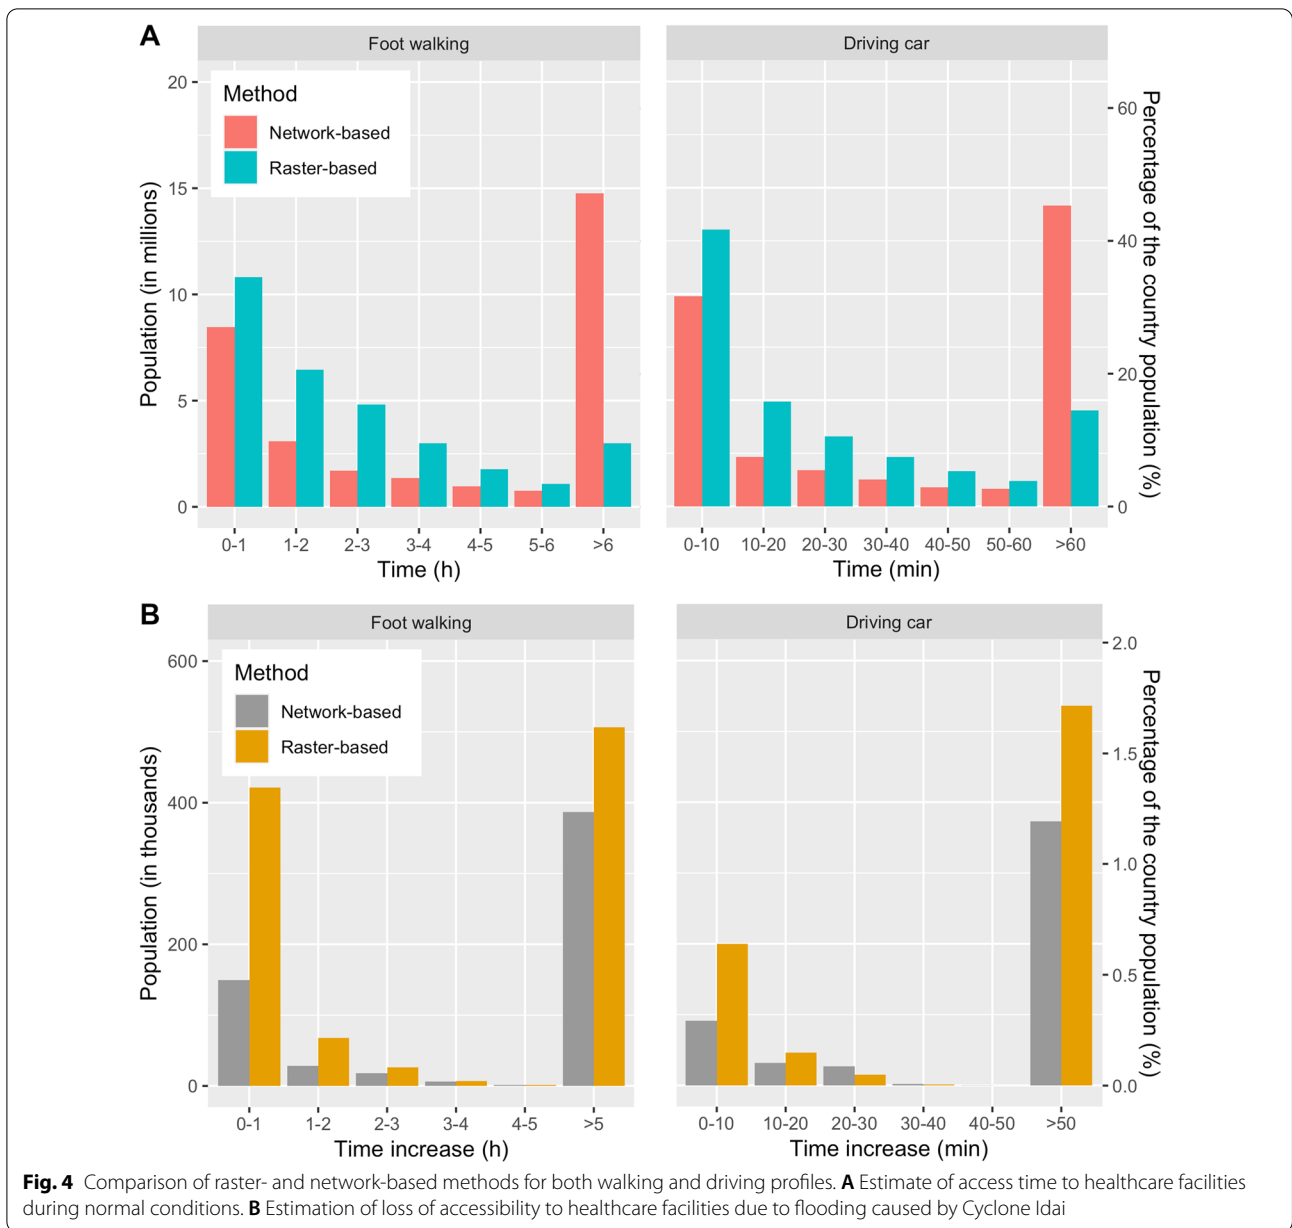 A
Foot walking
Driving car
Method
Network-based
Raster-based
Population (in millions)
20
15
10
5
0
0-1 1-2 2-3 3-4 4-5 5-6 >6
Time (h)
60
40
20
0
Percentage of the country population (%)
0-10 10-20 20-30 30-40 40-50 50-60 >60
Time (min)
B
Foot walking
Driving car
Method
Network-based
Raster-based
Population (in thousands)
600
400
200
0
0-1 1-2 2-3 3-4 4-5 >5
Time increase (h)
2.0
1.5
1.0
0.5
0.0
Percentage of the country population (%)
0-10 10-20 20-30 30-40 40-50 >50
Time increase (min)
Fig. 4 Comparison of raster- and network-based methods for both walking and driving profiles. A Estimate of access time to healthcare facilities
during normal conditions. B Estimation of loss of accessibility to healthcare facilities due to flooding caused by Cyclone Idai